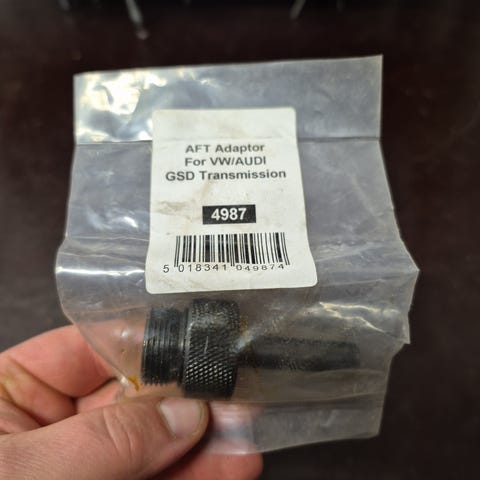 AFT Adaptor
For VW/AUDI
GSD Transmission
4987
5 018341 049874